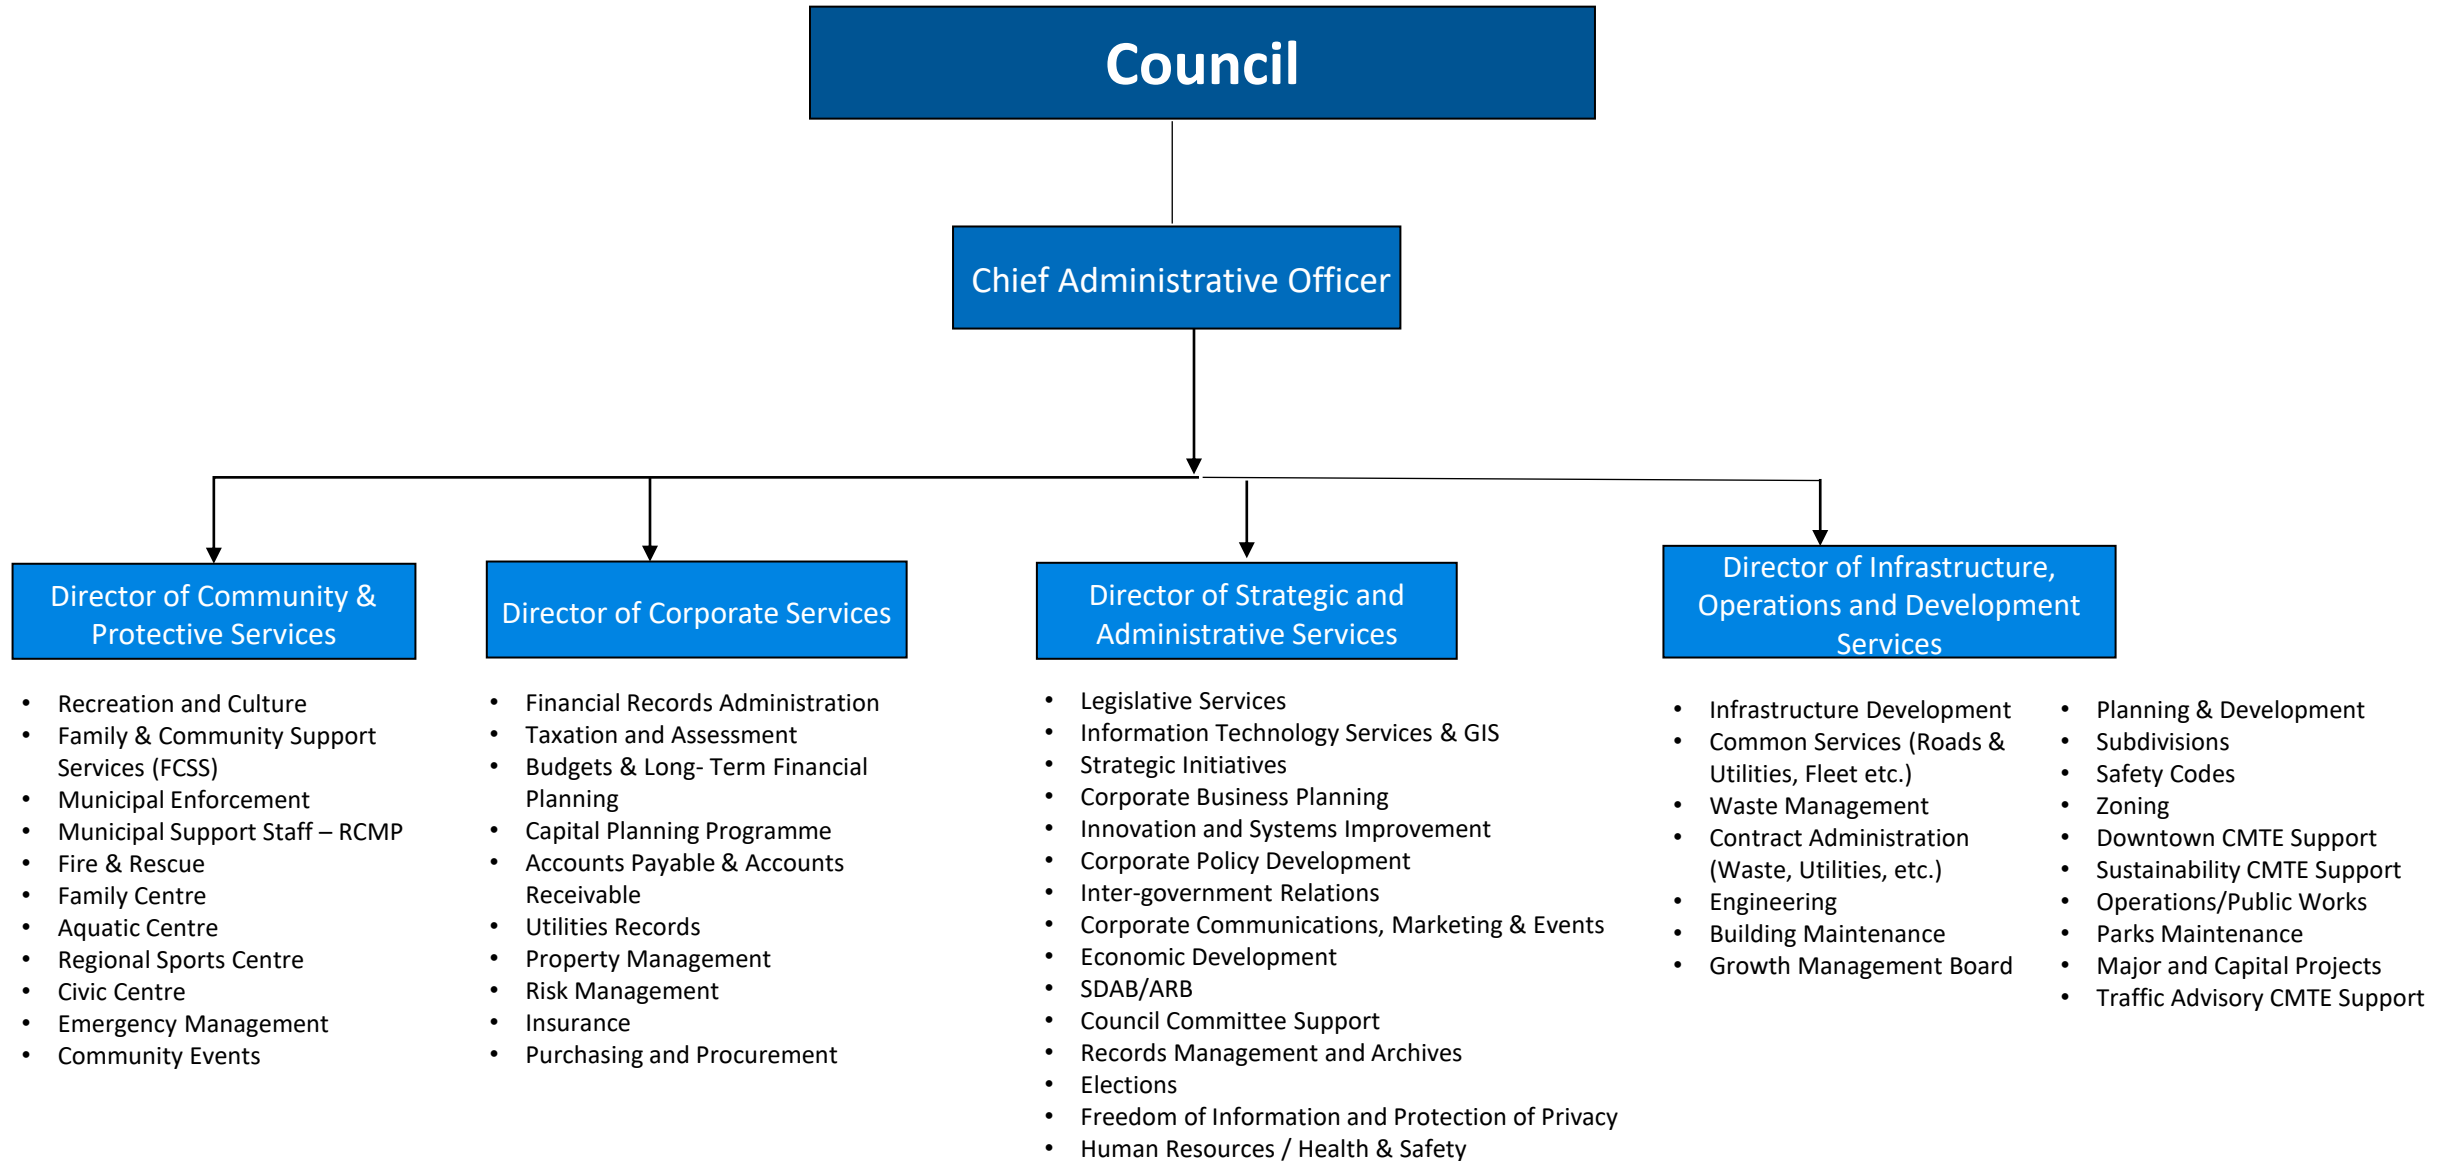 Council
Chief Administrative Officer
Director of Community &
Protective Services
• Recreation and Culture
• Family & Community Support
Services (FCSS)
• Municipal Enforcement
• Municipal Support Staff – RCMP
• Fire & Rescue
• Family Centre
• Aquatic Centre
• Regional Sports Centre
• Civic Centre
• Emergency Management
• Community Events
Director of Corporate Services
• Financial Records Administration
• Taxation and Assessment
• Budgets & Long- Term Financial
Planning
• Capital Planning Programme
• Accounts Payable & Accounts
Receivable
• Utilities Records
• Property Management
• Risk Management
• Insurance
• Purchasing and Procurement
Director of Strategic and
Administrative Services
• Legislative Services
• Information Technology Services & GIS
• Strategic Initiatives
• Corporate Business Planning
• Innovation and Systems Improvement
• Corporate Policy Development
• Inter-government Relations
• Corporate Communications, Marketing & Events
• Economic Development
• SDAB/ARB
• Council Committee Support
• Records Management and Archives
• Elections
• Freedom of Information and Protection of Privacy
• Human Resources / Health & Safety
Director of Infrastructure,
Operations and Development
Services
• Infrastructure Development
• Common Services (Roads &
Utilities, Fleet etc.)
• Waste Management
• Contract Administration
(Waste, Utilities, etc.)
• Engineering
• Building Maintenance
• Growth Management Board
• Planning & Development
• Subdivisions
• Safety Codes
• Zoning
• Downtown CMTE Support
• Sustainability CMTE Support
• Operations/Public Works
• Parks Maintenance
• Major and Capital Projects
• Traffic Advisory CMTE Support